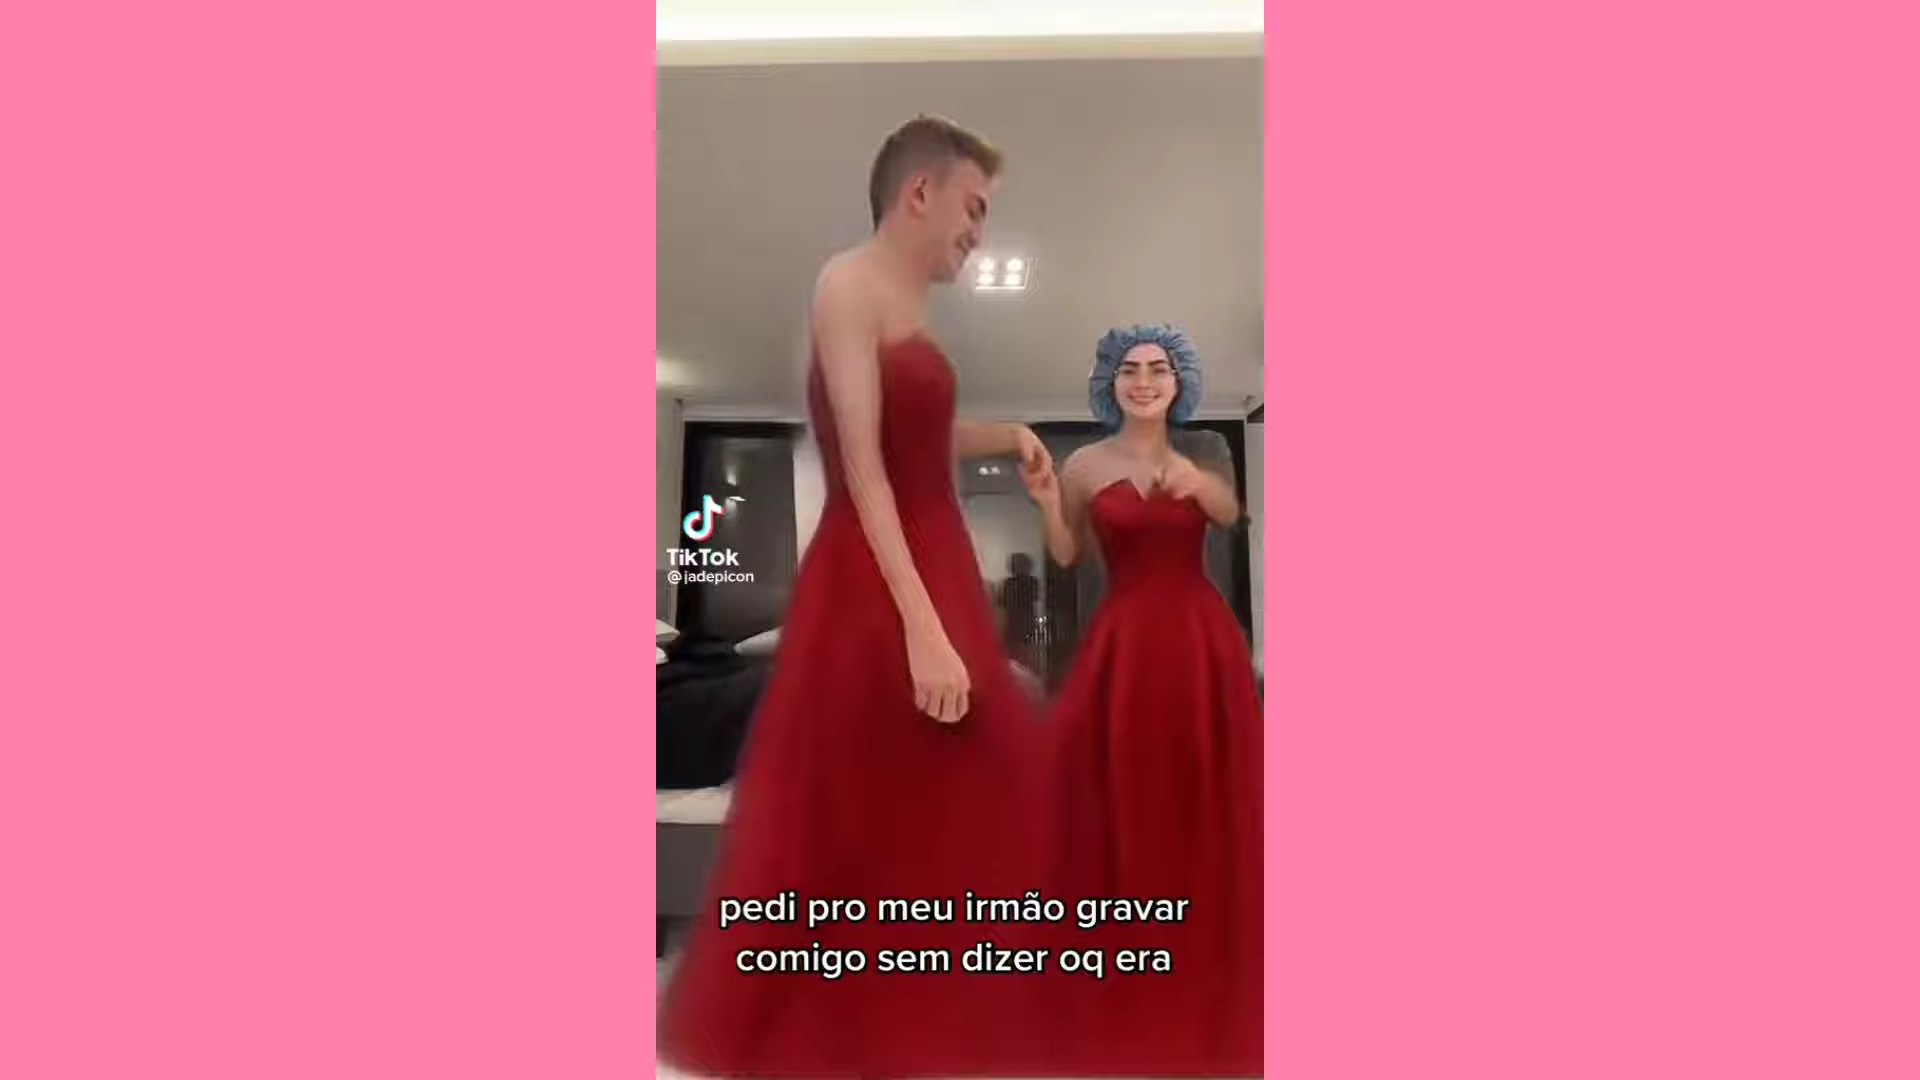 TikTok
@jadepicon
pedi pro meu irmão gravar
comigo sem dizer oq era